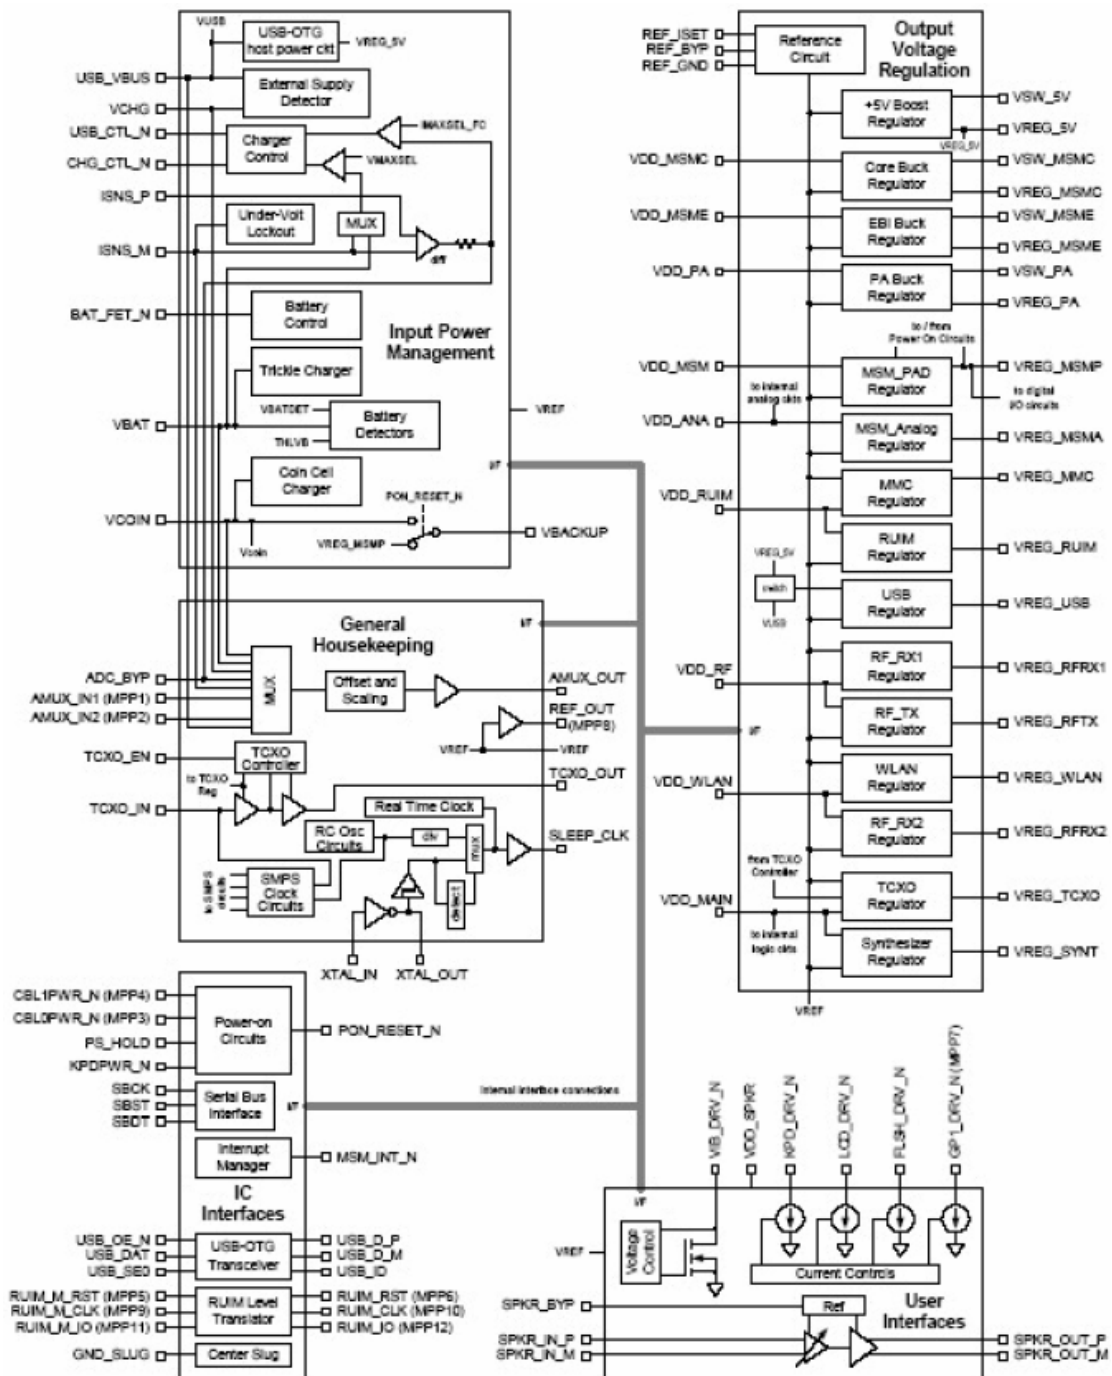 VUSB
USB-OTG
host power ckt
VREG_5V
USB_VBUS
External Supply
Detector
VCHG
USB_CTL_N
CHG_CTL_N
Charger
Control
IMAXSEL_FC
VMAXSEL
ISNS_P
Under-Volt
Lockout
MUX
ISNS_M
diff
BAT_FET_N
Battery
Control
Input Power
Management
Trickle Charger
VBATDET
VREF
VBAT
Battery
Detectors
THLVB
Coin Cell
Charger
I/F
PON_RESET_N
VCOIN
Vcoin
VREG_MSMP
VBACKUP
General
Housekeeping
I/F
ADC_BYP
AMUX_IN1 (MPP1)
AMUX_IN2 (MPP2)
MUX
Offset and
Scaling
AMUX_OUT
REF_OUT
(MPP8)
VREF
VREF
TCXO_EN
TCXO
Controller
to TCXO
Reg
TCXO_OUT
TCXO_IN
Real Time Clock
RC Osc
Circuits
div
mux
SLEEP_CLK
to SMPS
circuits
SMPS
Clock
Circuits
detect
XTAL_IN
XTAL_OUT
CBL1PWR_N (MPP4)
CBL0PWR_N (MPP3)
PS_HOLD
KPDPWR_N
Power-on
Circuits
PON_RESET_N
SBCK
SBST
SBDT
Serial Bus
Interface
I/F
Internal interface connections
Interrupt
Manager
MSM_INT_N
IC
Interfaces
USB_OE_N
USB_DAT
USB_SE0
USB-OTG
Transceiver
USB_D_P
USB_D_M
USB_ID
RUIM_M_RST (MPP5)
RUIM_M_CLK (MPP9)
RUIM_M_IO (MPP11)
RUIM Level
Translator
RUIM_RST (MPP6)
RUIM_CLK (MPP10)
RUIM_IO (MPP12)
GND_SLUG
Center Slug
REF_ISET
REF_BYP
REF_GND
Reference
Circuit
Output
Voltage
Regulation
+5V Boost
Regulator
VSW_5V
VREG_5V
VREG_5V
VDD_MSMC
Core Buck
Regulator
VSW_MSMC
VREG_MSMC
VDD_MSME
EBI Buck
Regulator
VSW_MSME
VREG_MSME
VDD_PA
PA Buck
Regulator
VSW_PA
VREG_PA
to / from
Power On Circuits
VDD_MSM
MSM_PAD
Regulator
VREG_MSMP
to internal
analog ckts
to digital
I/O circuits
VDD_ANA
MSM_Analog
Regulator
VREG_MSMA
MMC
Regulator
VREG_MMC
VDD_RUIM
RUIM
Regulator
VREG_RUIM
VREG_5V
switch
VUSB
USB
Regulator
VREG_USB
VDD_RF
RF_RX1
Regulator
VREG_RFRX1
RF_TX
Regulator
VREG_RFTX
I/F
VDD_WLAN
WLAN
Regulator
VREG_WLAN
RF_RX2
Regulator
VREG_RFRX2
from TCXO
Controller
TCXO
Regulator
VREG_TCXO
VDD_MAIN
to internal
logic ckts
Synthesizer
Regulator
VREG_SYNT
VREF
VIB_DRV_N
VDD_SPKR
KPD_DRV_N
LCD_DRV_N
FLSH_DRV_N
GP1_DRV_N (MPP7)
I/F
VREF
Voltage
Control
Current Controls
SPKR_BYP
Ref
User
Interfaces
SPKR_IN_P
SPKR_IN_M
SPKR_OUT_P
SPKR_OUT_M